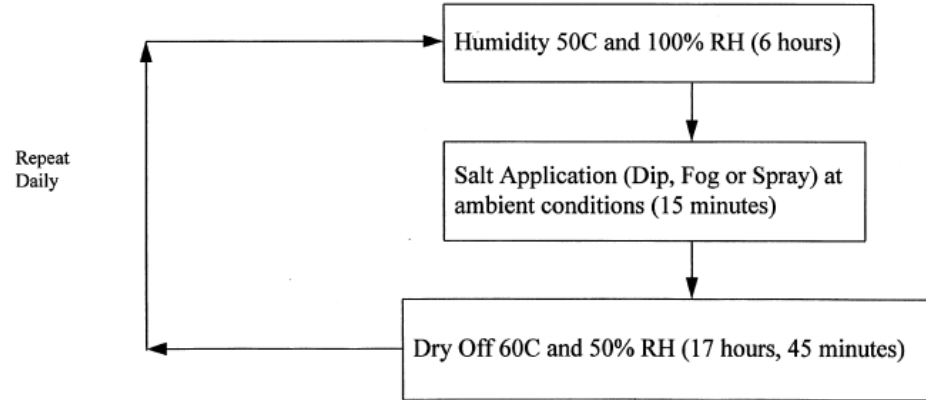 Humidity 50C and 100% RH (6 hours)
Repeat
Daily
Salt Application (Dip, Fog or Spray) at
ambient conditions (15 minutes)
Dry Off 60C and 50% RH (17 hours, 45 minutes)